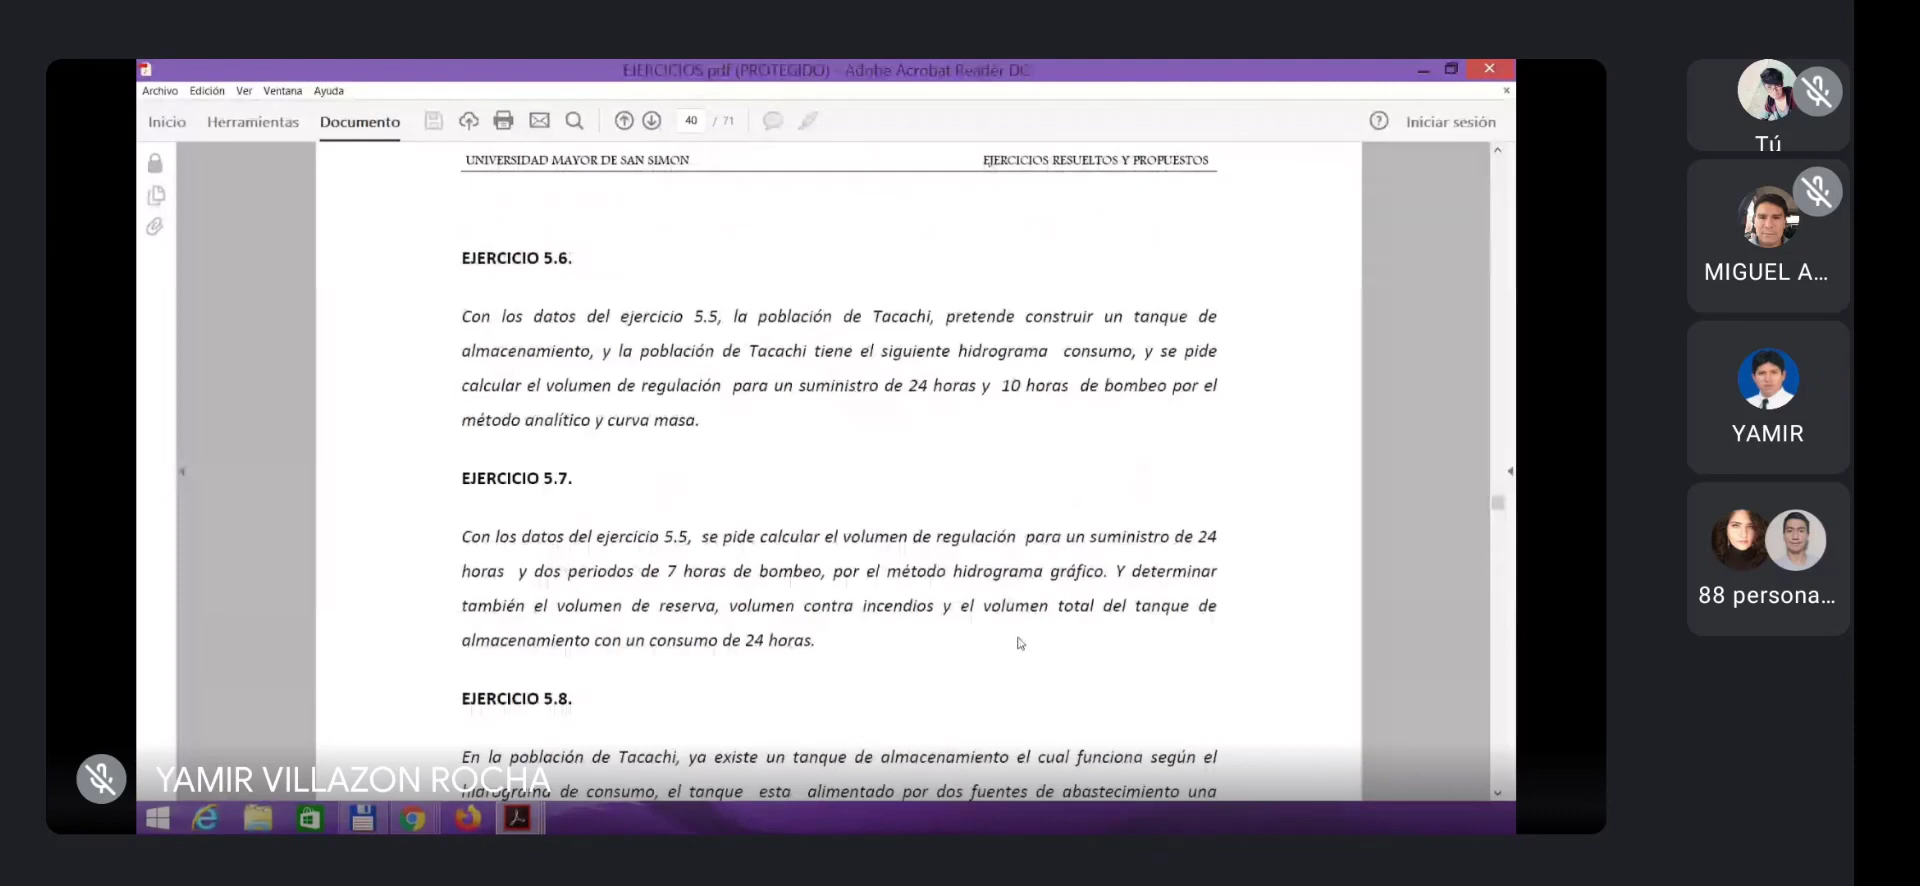 EJERCICIOS pdf (PROTEGIDO) - Adobe Acrobat Reader DC
Archivo Edición Ver Ventana Ayuda
Inicio Herramientas Documento 40 / 71 Iniciar sesión
UNIVERSIDAD MAYOR DE SAN SIMON EJERCICIOS RESUELTOS Y PROPUESTOS
EJERCICIO 5.6.
Con los datos del ejercicio 5.5, la población de Tacachi, pretende construir un tanque de
almacenamiento, y la población de Tacachi tiene el siguiente hidrograma consumo, y se pide
calcular el volumen de regulación para un suministro de 24 horas y 10 horas de bombeo por el
método analítico y curva masa.
EJERCICIO 5.7.
Con los datos del ejercicio 5.5, se pide calcular el volumen de regulación para un suministro de 24
horas y dos periodos de 7 horas de bombeo, por el método hidrograma gráfico. Y determinar
también el volumen de reserva, volumen contra incendios y el volumen total del tanque de
almacenamiento con un consumo de 24 horas.
EJERCICIO 5.8.
En la población de Tacachi, ya existe un tanque de almacenamiento el cual funciona según el
hidrograma de consumo, el tanque esta alimentado por dos fuentes de abastecimiento una
YAMIR VILLAZON ROCHA
Tú
MIGUEL A...
YAMIR
88 persona...